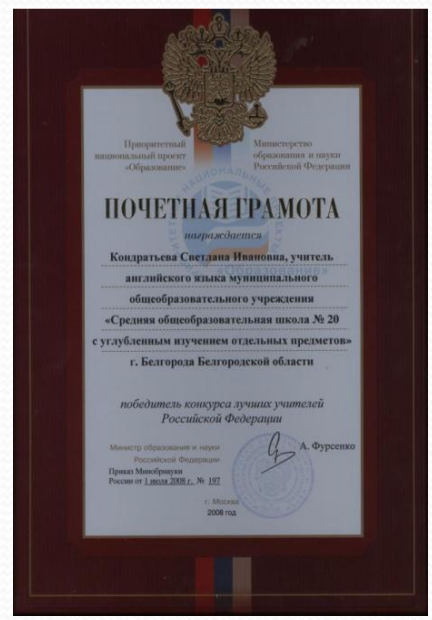 Приоритетный
национальный проект
«Образование»
Министерство
образования и науки
Российской Федерации
ПОЧЕТНАЯ ГРАМОТА
награждается
Кондратьева Светлана Ивановна, учитель
английского языка муниципального
общеобразовательного учреждения
«Средняя общеобразовательная школа № 20
с углубленным изучением отдельных предметов»
г. Белгорода Белгородской области
победитель конкурса лучших учителей
Российской Федерации
Министр образования и науки
Российской Федерации
А. Фурсенко
Приказ Минобрнауки
России от 1 июля 2008 г. № 197
г. Москва
2008 год